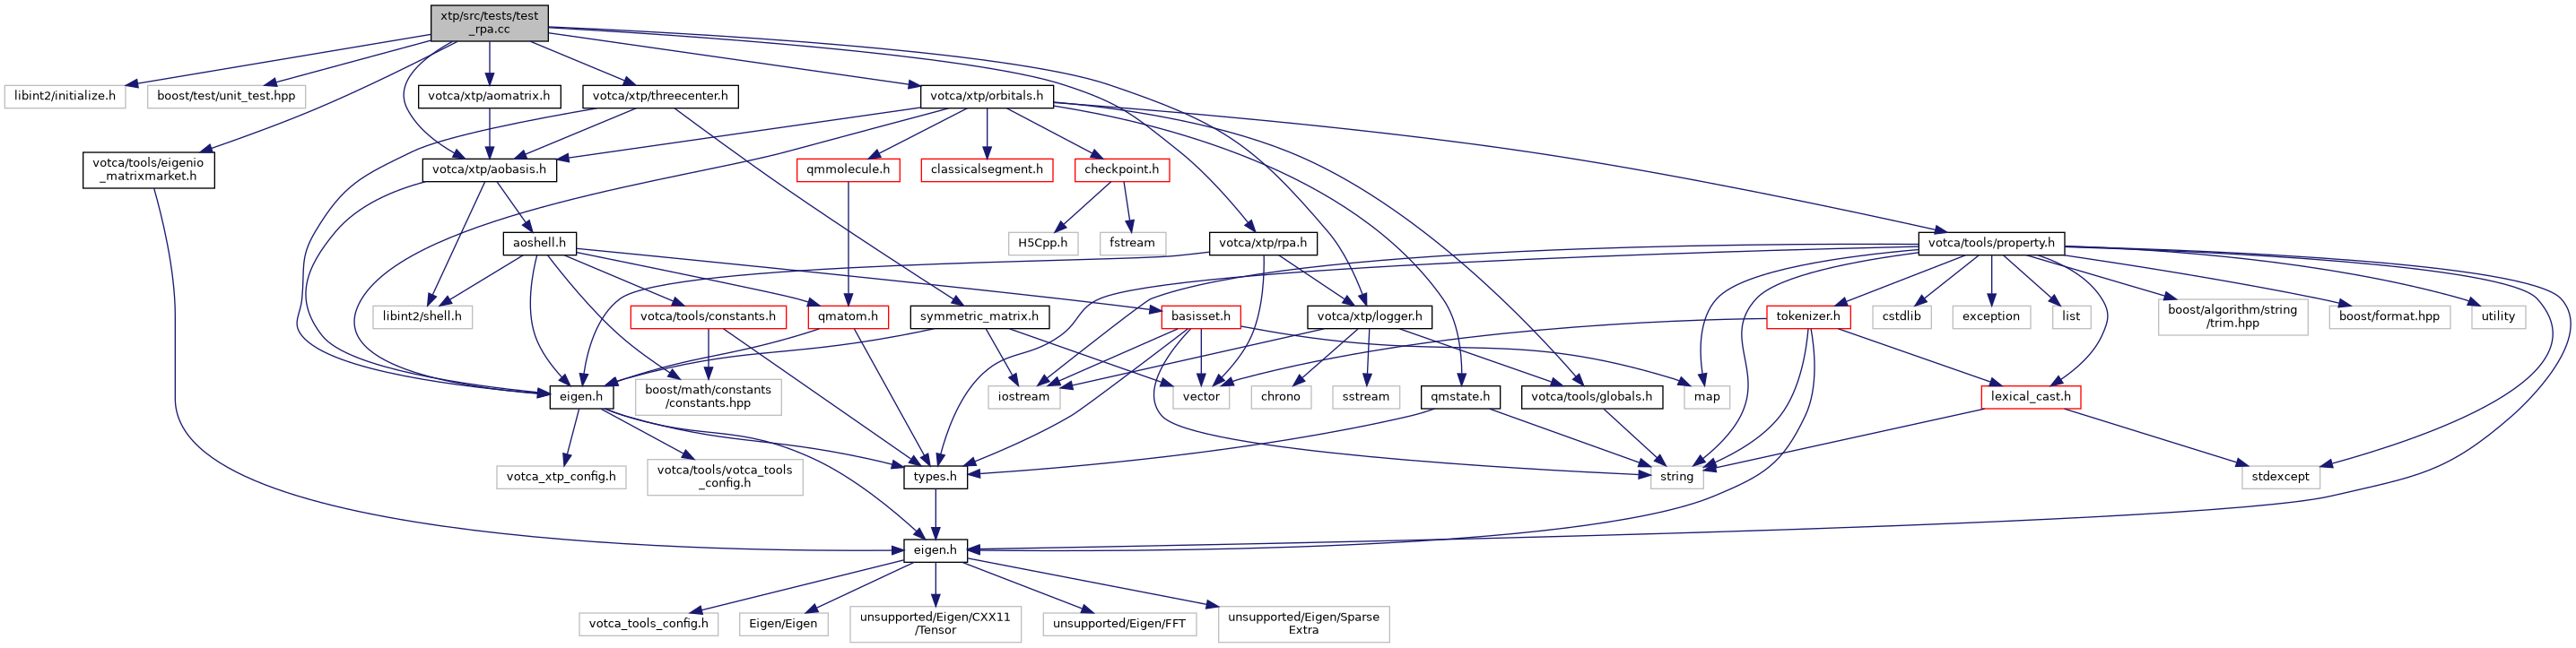 xtp/src/tests/test
_rpa.cc
libint2/initialize.h
boost/test/unit_test.hpp
votca/xtp/aomatrix.h
votca/xtp/threecenter.h
votca/xtp/orbitals.h
votca/tools/eigenio
_matrixmarket.h
votca/xtp/aobasis.h
qmmolecule.h
classicalsegment.h
checkpoint.h
aoshell.h
H5Cpp.h
fstream
votca/xtp/rpa.h
votca/tools/property.h
libint2/shell.h
votca/tools/constants.h
qmatom.h
symmetric_matrix.h
basisset.h
votca/xtp/logger.h
tokenizer.h
cstdlib
exception
list
boost/algorithm/string
/trim.hpp
boost/format.hpp
utility
eigen.h
boost/math/constants
/constants.hpp
iostream
vector
chrono
sstream
qmstate.h
votca/tools/globals.h
map
lexical_cast.h
votca_xtp_config.h
votca/tools/votca_tools
_config.h
types.h
string
stdexcept
eigen.h
votca_tools_config.h
Eigen/Eigen
unsupported/Eigen/CXX11
/Tensor
unsupported/Eigen/FFT
unsupported/Eigen/Sparse
Extra